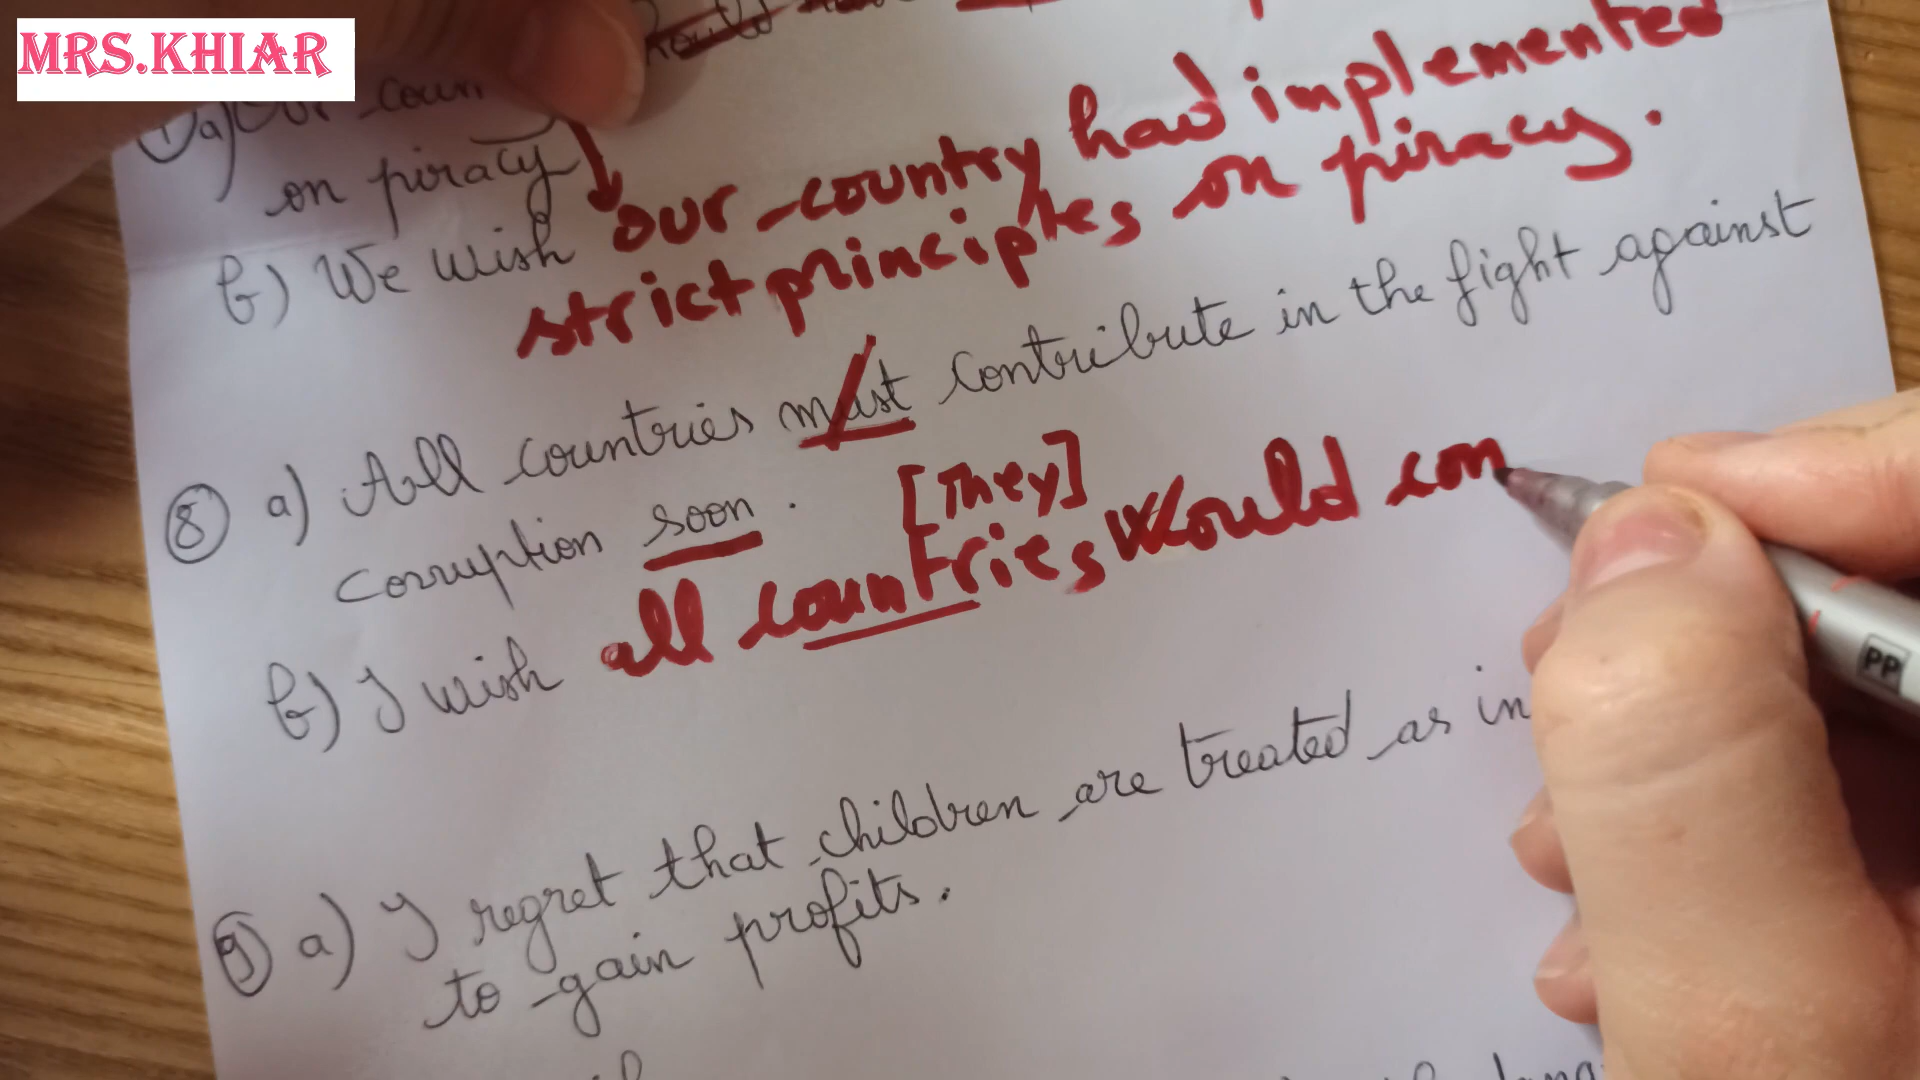 MRS.KHIAR
a) Our coun
on piracy
b) We wish our country had implemented
strict principles on piracy.
⑧ a) All countries must contribute in the fight against
corruption soon. [They]
b) I wish all countries would con
⑨ a) I regret that children are treated as in
to gain profits.